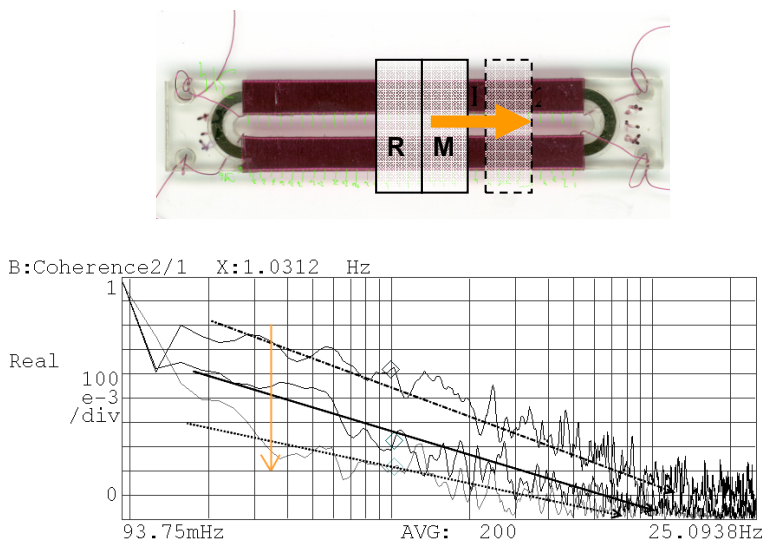 R M
B:Coherence2/1 X:1.0312 Hz
1
Real
100
e-3
/div
0
93.75mHz AVG: 200 25.0938Hz